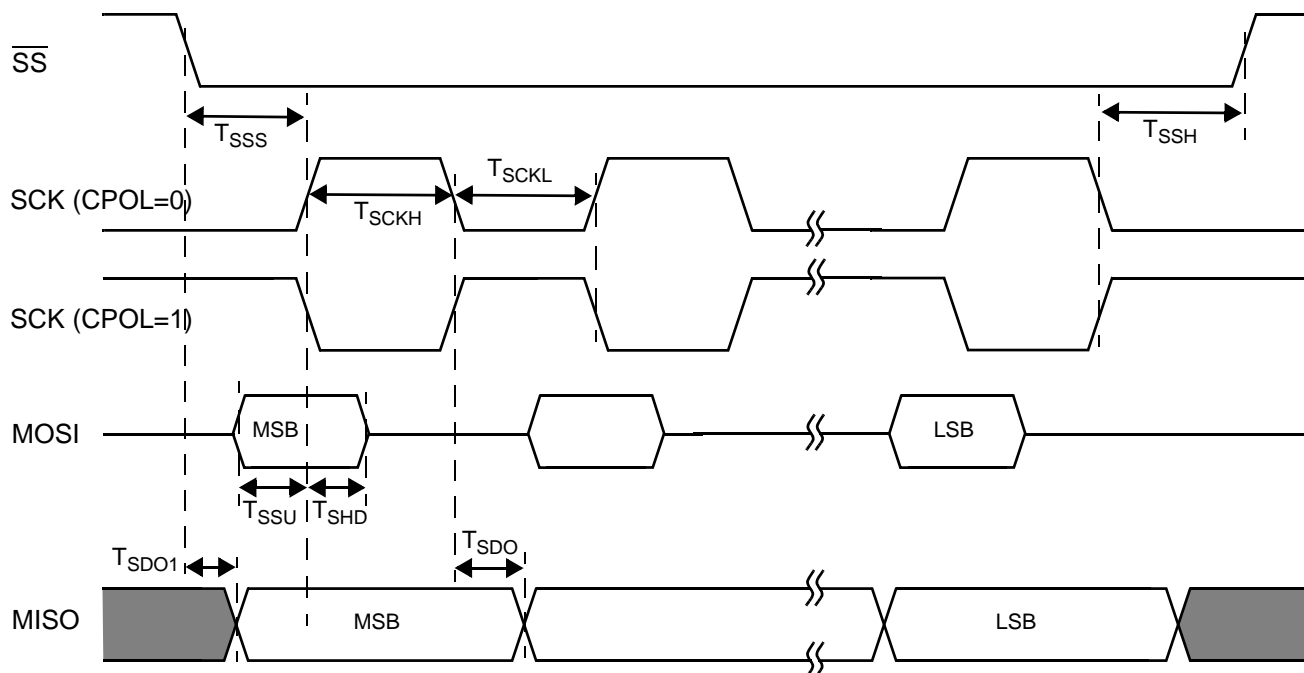 SS
TSSS
TSSH
SCK (CPOL=0)
TSCKH
TSCKL
SCK (CPOL=1)
MOSI
MSB
LSB
TSSU
TSHD
TSDO1
TSDO
MISO
MSB
LSB